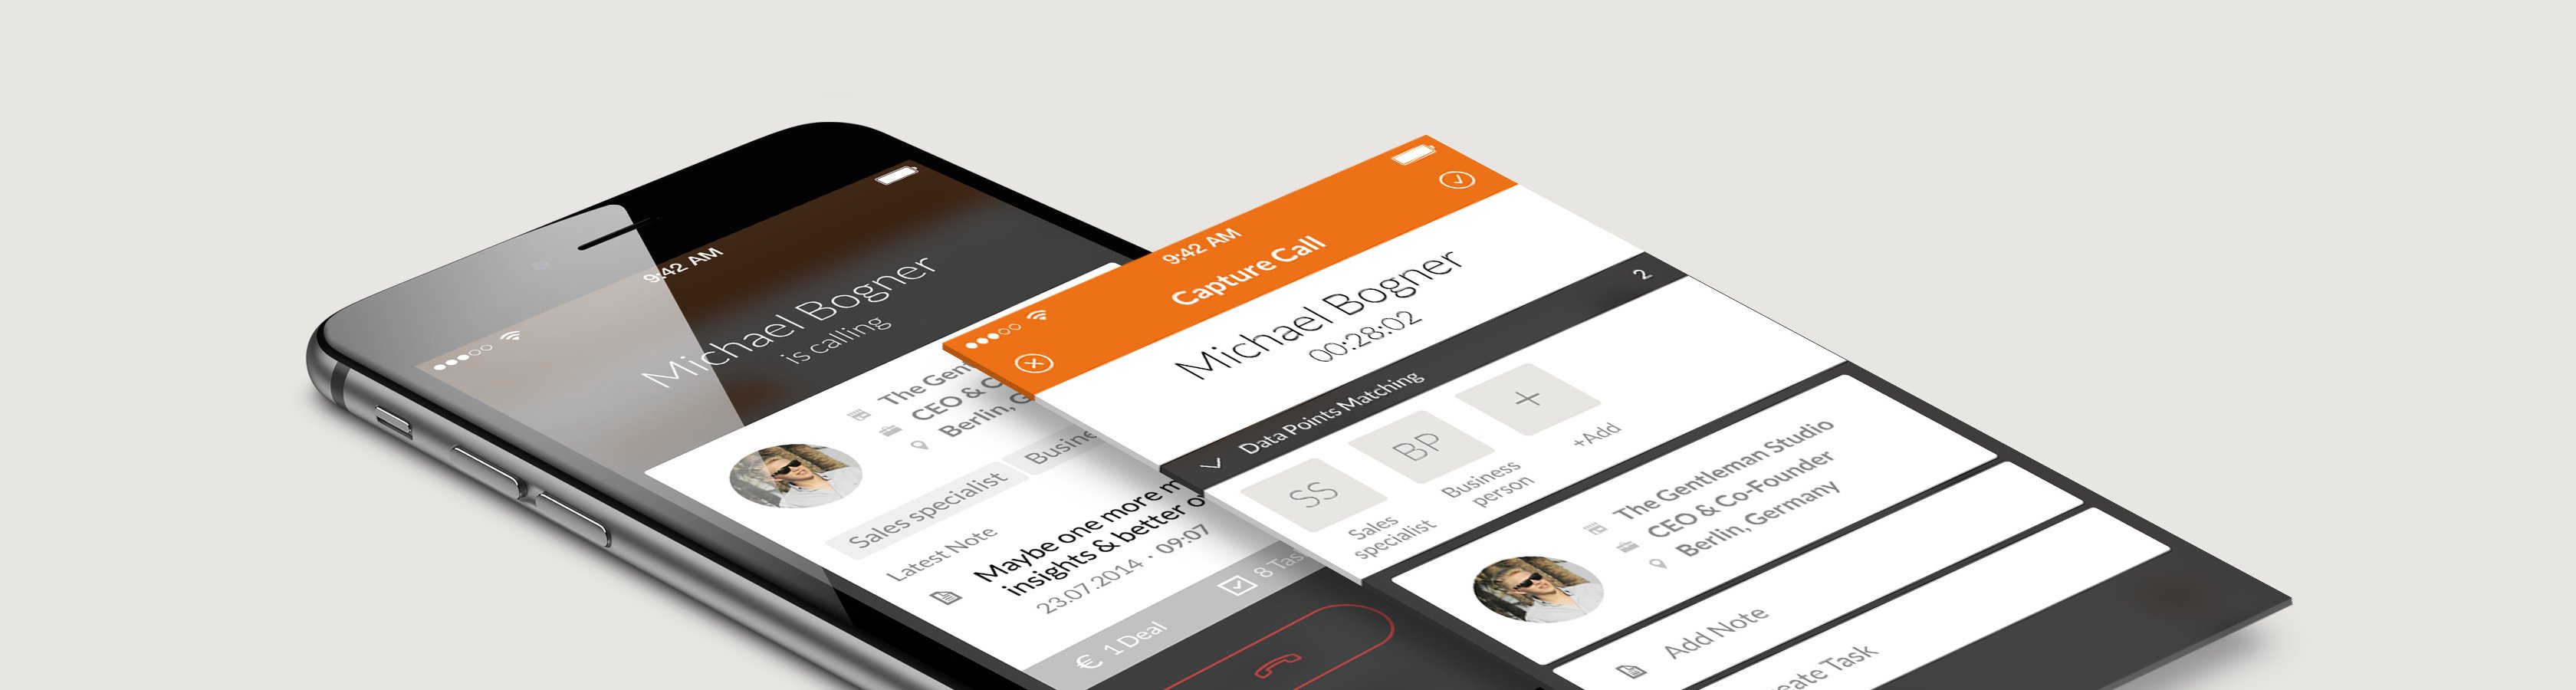 9:42 AM
Michael Bogner
is calling
The Gen
CEO & C
Berlin, G
Sales specialist
Busine
Latest Note
Maybe one more m
insights & better o
23.07.2014 · 09:07
€ 1 Deal
8 Tas
9:42 AM
Capture Call
Michael Bogner
00:28:02
Data Points Matching
2
SS
Sales
specialist
BP
Business
person
+
+Add
The Gentleman Studio
CEO & Co-Founder
Berlin, Germany
Add Note
eate Task